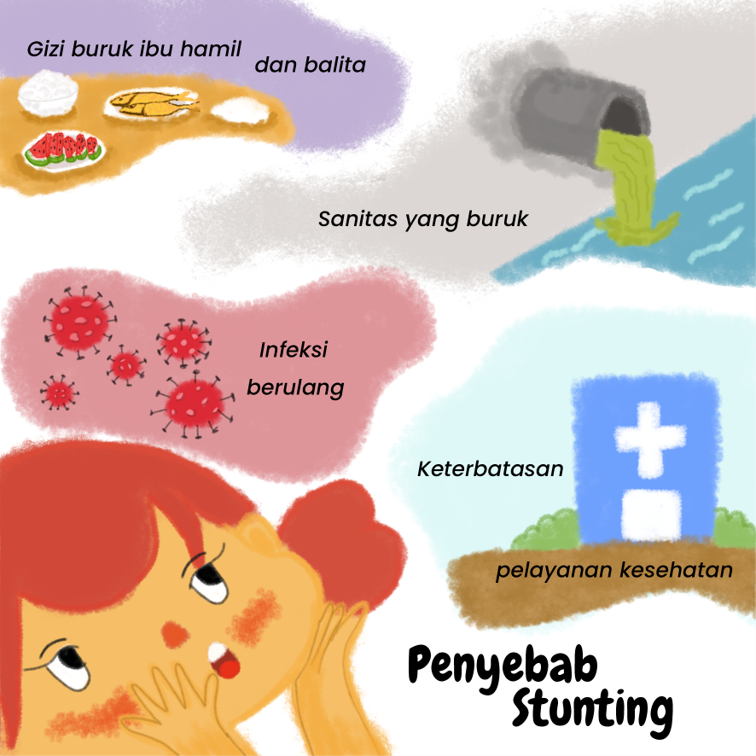 Gizi buruk ibu hamil
dan balita
Sanitas yang buruk
Infeksi
berulang
Keterbatasan
pelayanan kesehatan
Penyebab
Stunting